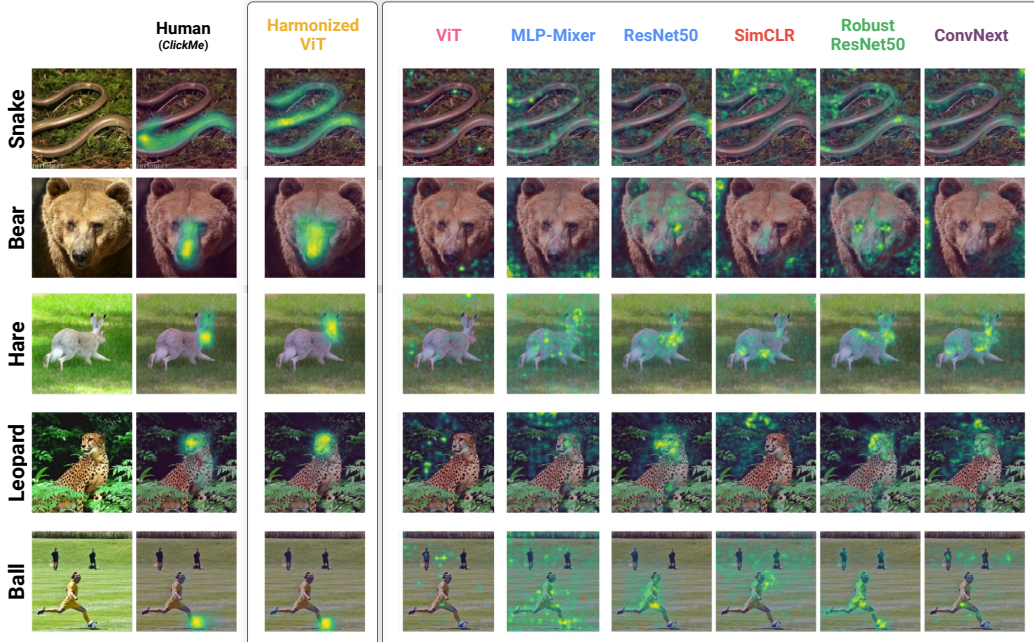 Human
(ClickMe)
Harmonized
ViT
ViT
MLP-Mixer
ResNet50
SimCLR
Robust
ResNet50
ConvNext
Snake
Bear
Hare
Leopard
Ball